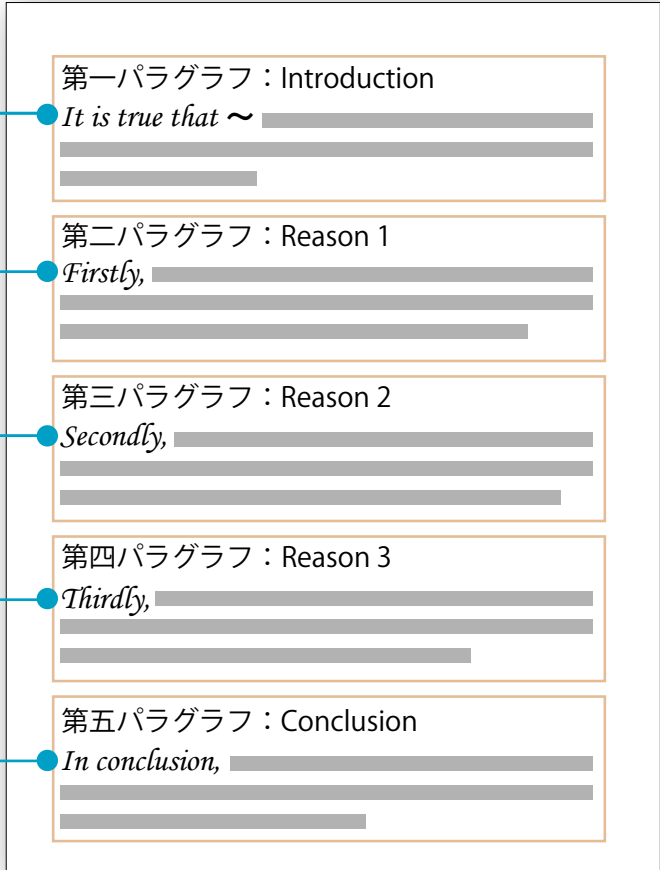 第一パラグラフ：Introduction
It is true that 〜
第二パラグラフ：Reason 1
Firstly,
第三パラグラフ：Reason 2
Secondly,
第四パラグラフ：Reason 3
Thirdly,
第五パラグラフ：Conclusion
In conclusion,